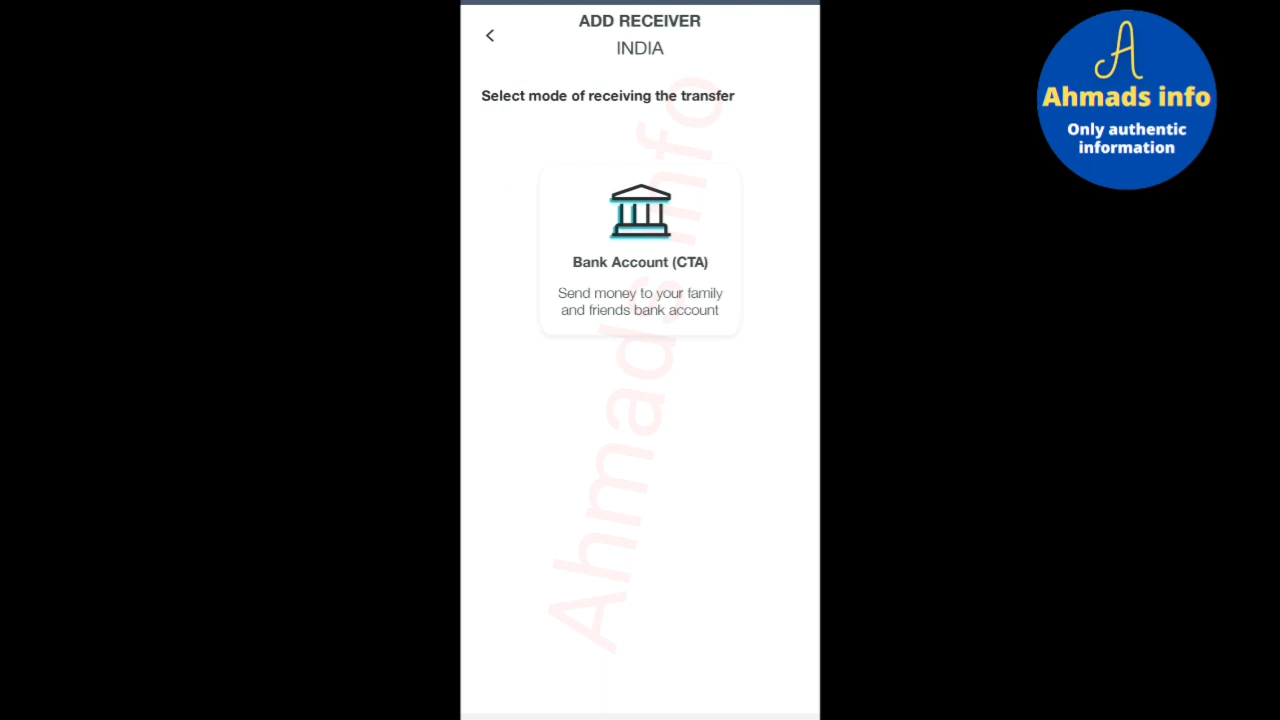 ADD RECEIVER
INDIA
Select mode of receiving the transfer
Bank Account (CTA)
Send money to your family
and friends bank account
Ahmads info
Ahmads info
Only authentic
information